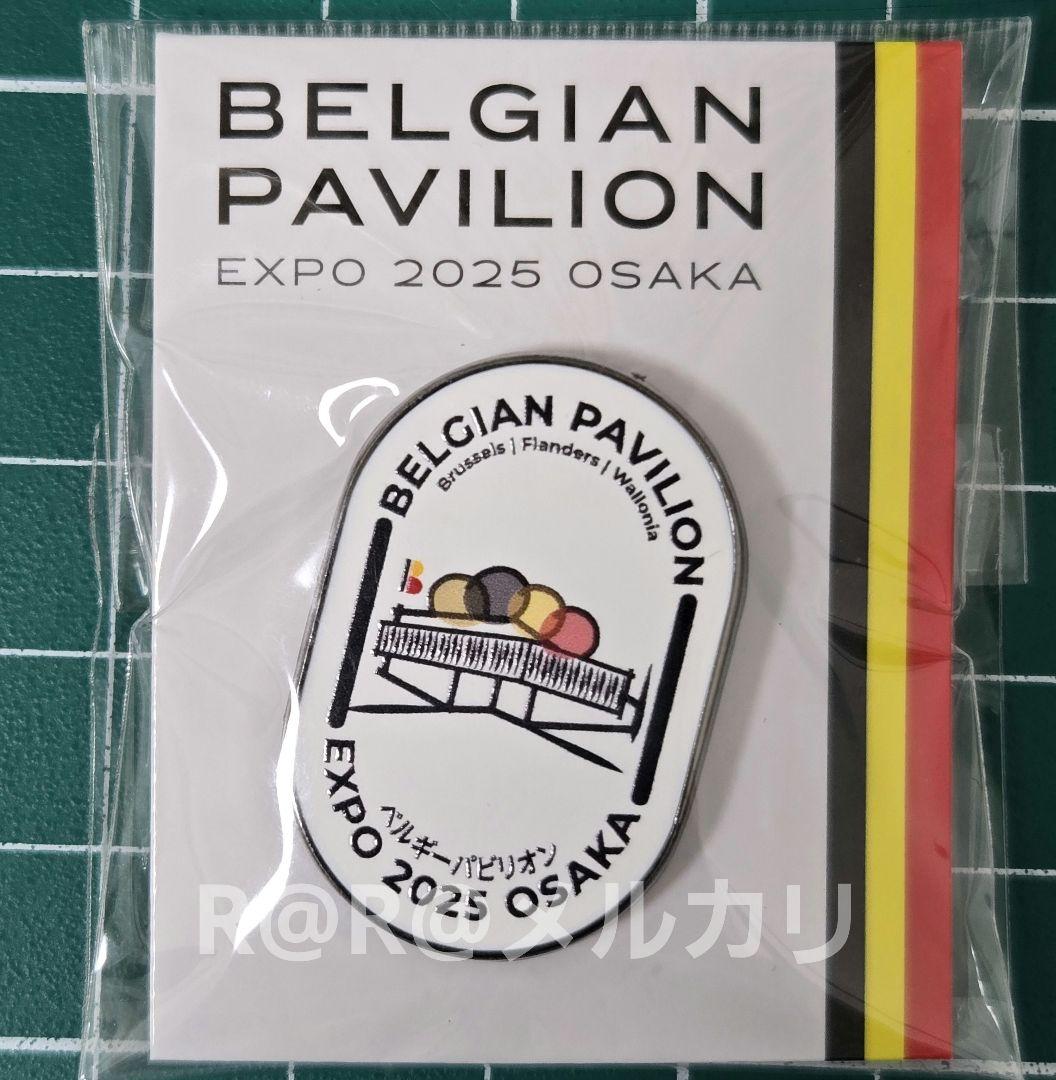 BELGIAN
PAVILION
EXPO 2025 OSAKA
BELGIAN PAVILION
Brussels | Flanders | Wallonia
B
ベルギーパビリオン
EXPO 2025 OSAKA
R@R@メルカリ